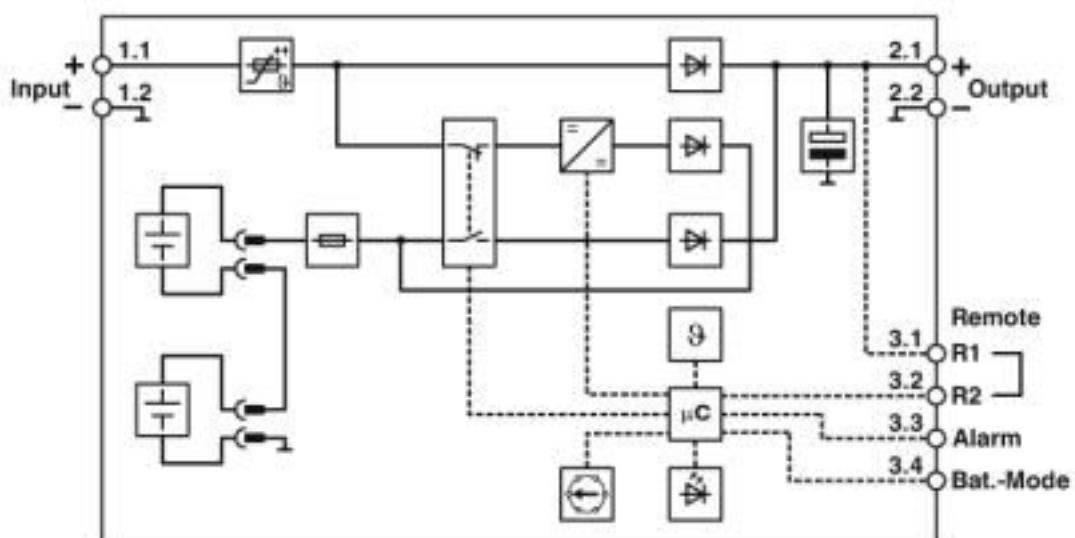 1.1
2.1
+
+
Input
Output
1.2
2.2
−
−
++
ϑ
=
=
ϑ
Remote
3.1
R1
3.2
R2
μC
3.3
Alarm
3.4
Bat.-Mode